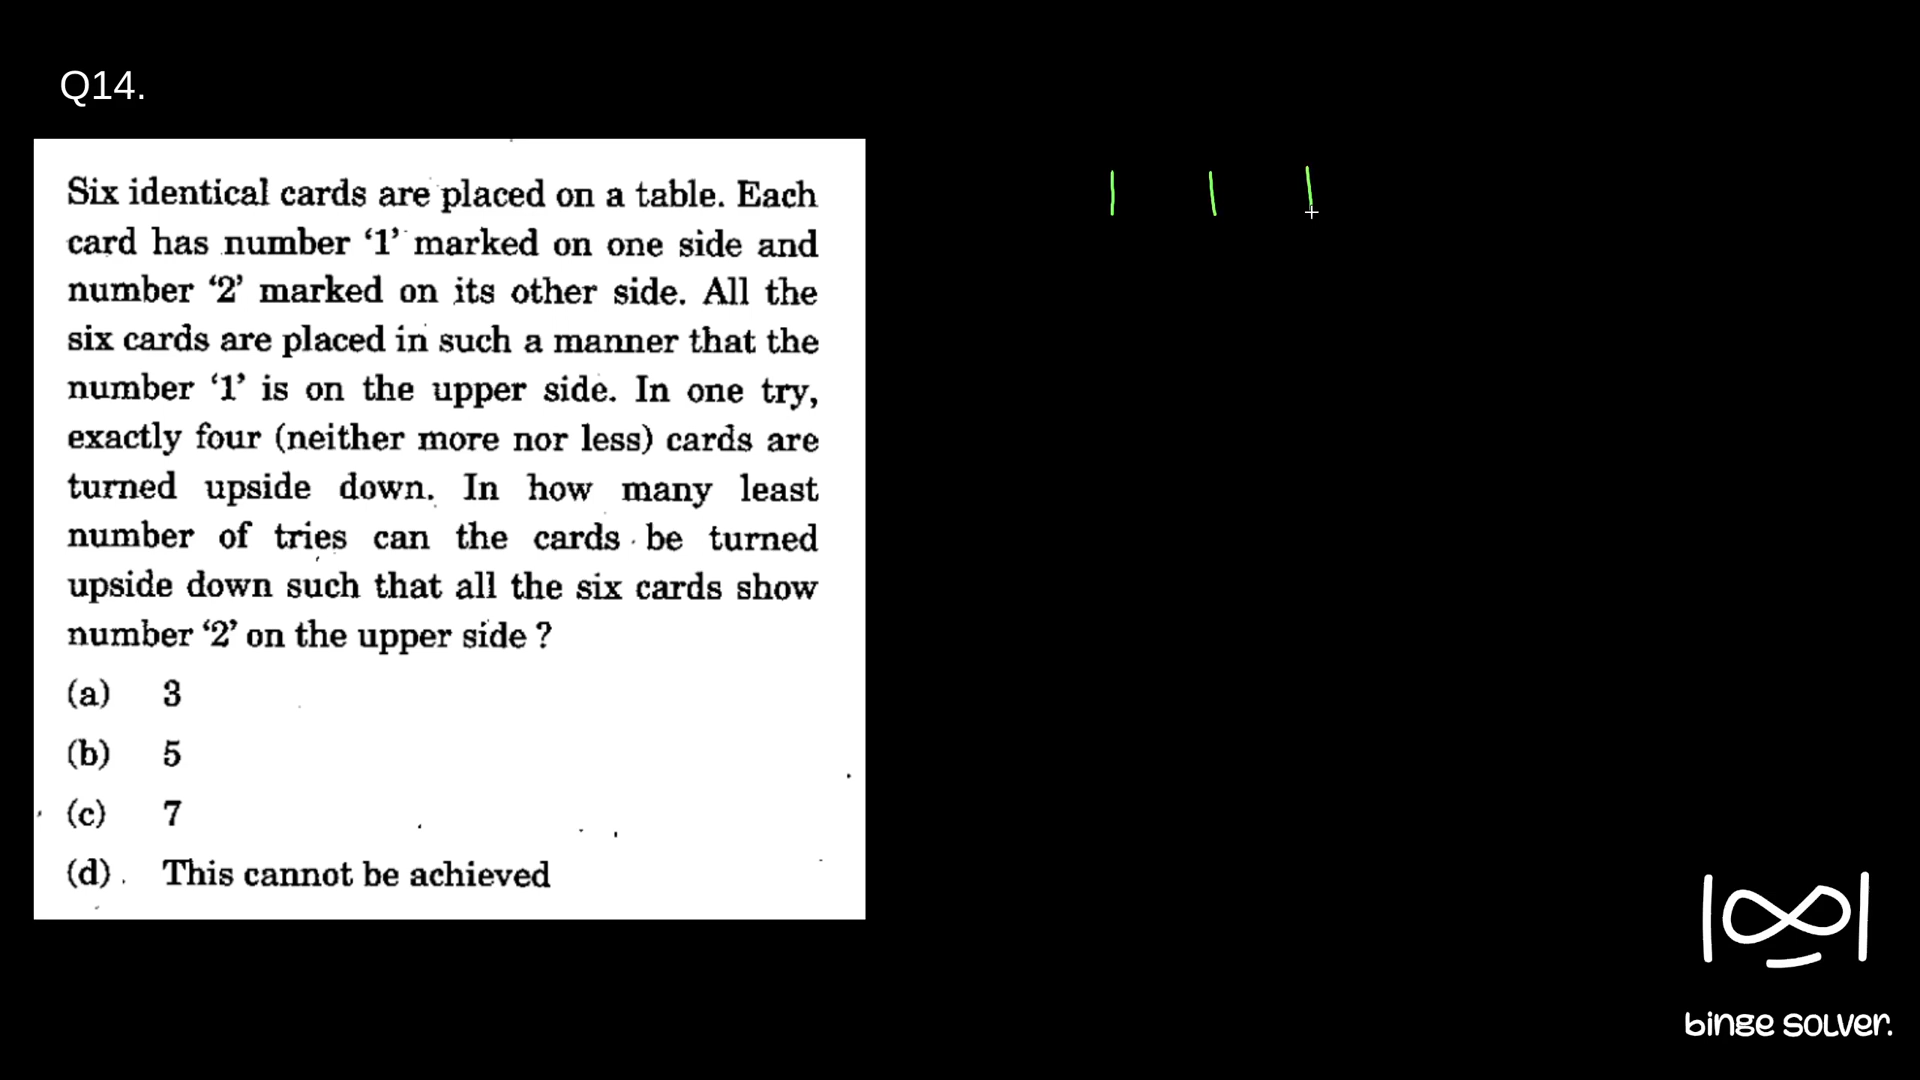 Q14.
Six identical cards are placed on a table. Each
card has number ‘1’ marked on one side and
number ‘2’ marked on its other side. All the
six cards are placed in such a manner that the
number ‘1’ is on the upper side. In one try,
exactly four (neither more nor less) cards are
turned upside down. In how many least
number of tries can the cards be turned
upside down such that all the six cards show
number ‘2’ on the upper side ?
(a) 3
(b) 5
(c) 7
(d) This cannot be achieved
1 1 1
binge solver.